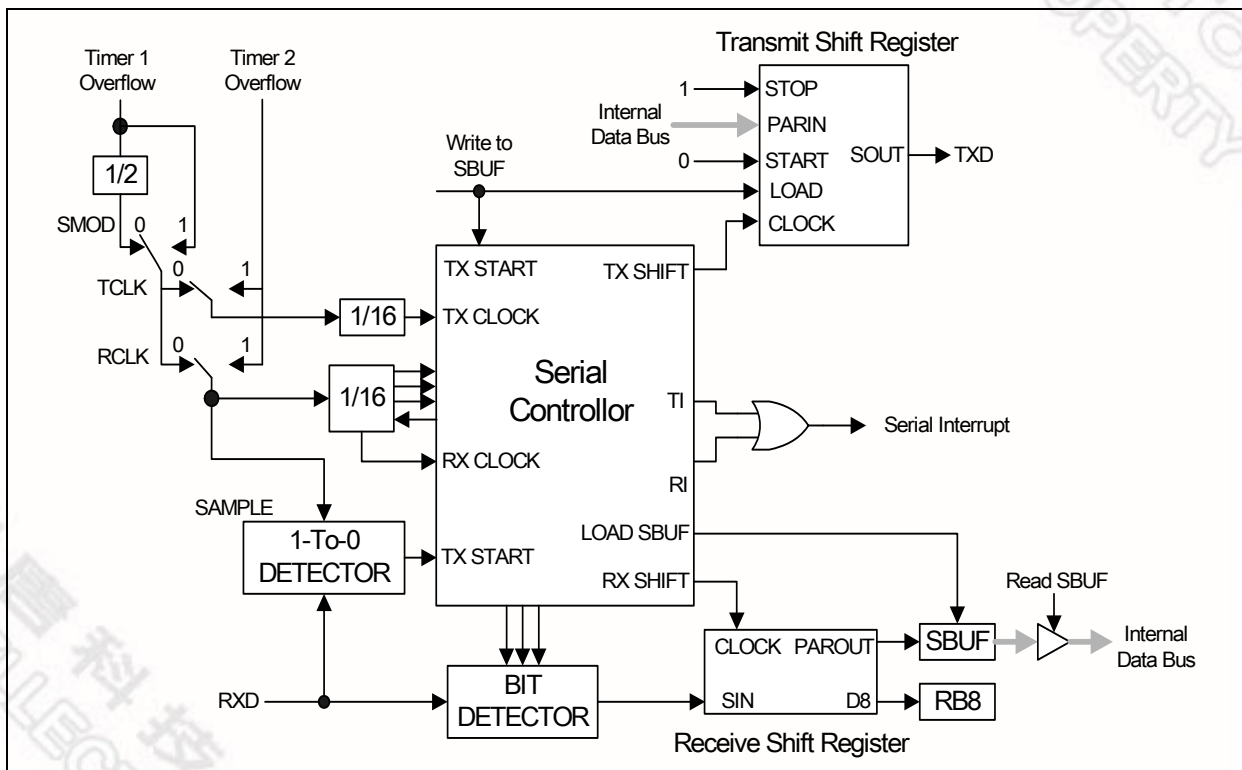 Timer 1
Overflow
Timer 2
Overflow
Transmit Shift Register
1
STOP
Internal
Data Bus
PARIN
0
START
SOUT
TXD
Write to
SBUF
LOAD
CLOCK
1/2
SMOD
0
1
TX START
TX SHIFT
TCLK
0
1
1/16
TX CLOCK
RCLK
0
1
1/16
Serial
Controllor
TI
Serial Interrupt
RX CLOCK
RI
SAMPLE
1-To-0
DETECTOR
TX START
LOAD SBUF
RX SHIFT
Read SBUF
CLOCK
PAROUT
SBUF
Internal
Data Bus
RXD
BIT
DETECTOR
SIN
D8
RB8
Receive Shift Register
普科技
OPERTY